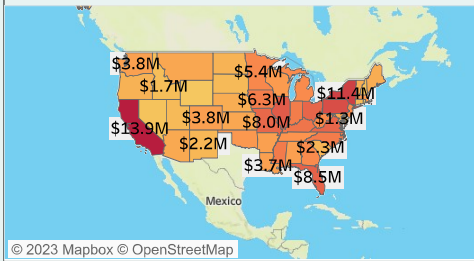 $3.8M
$5.4M
$1.7M
$11.4M
$6.3M
$3.8M
$8.0M
$1.3M
$13.9M
$2.2M
$2.3M
$3.7M
$8.5M
Mexico
© 2023 Mapbox © OpenStreetMap